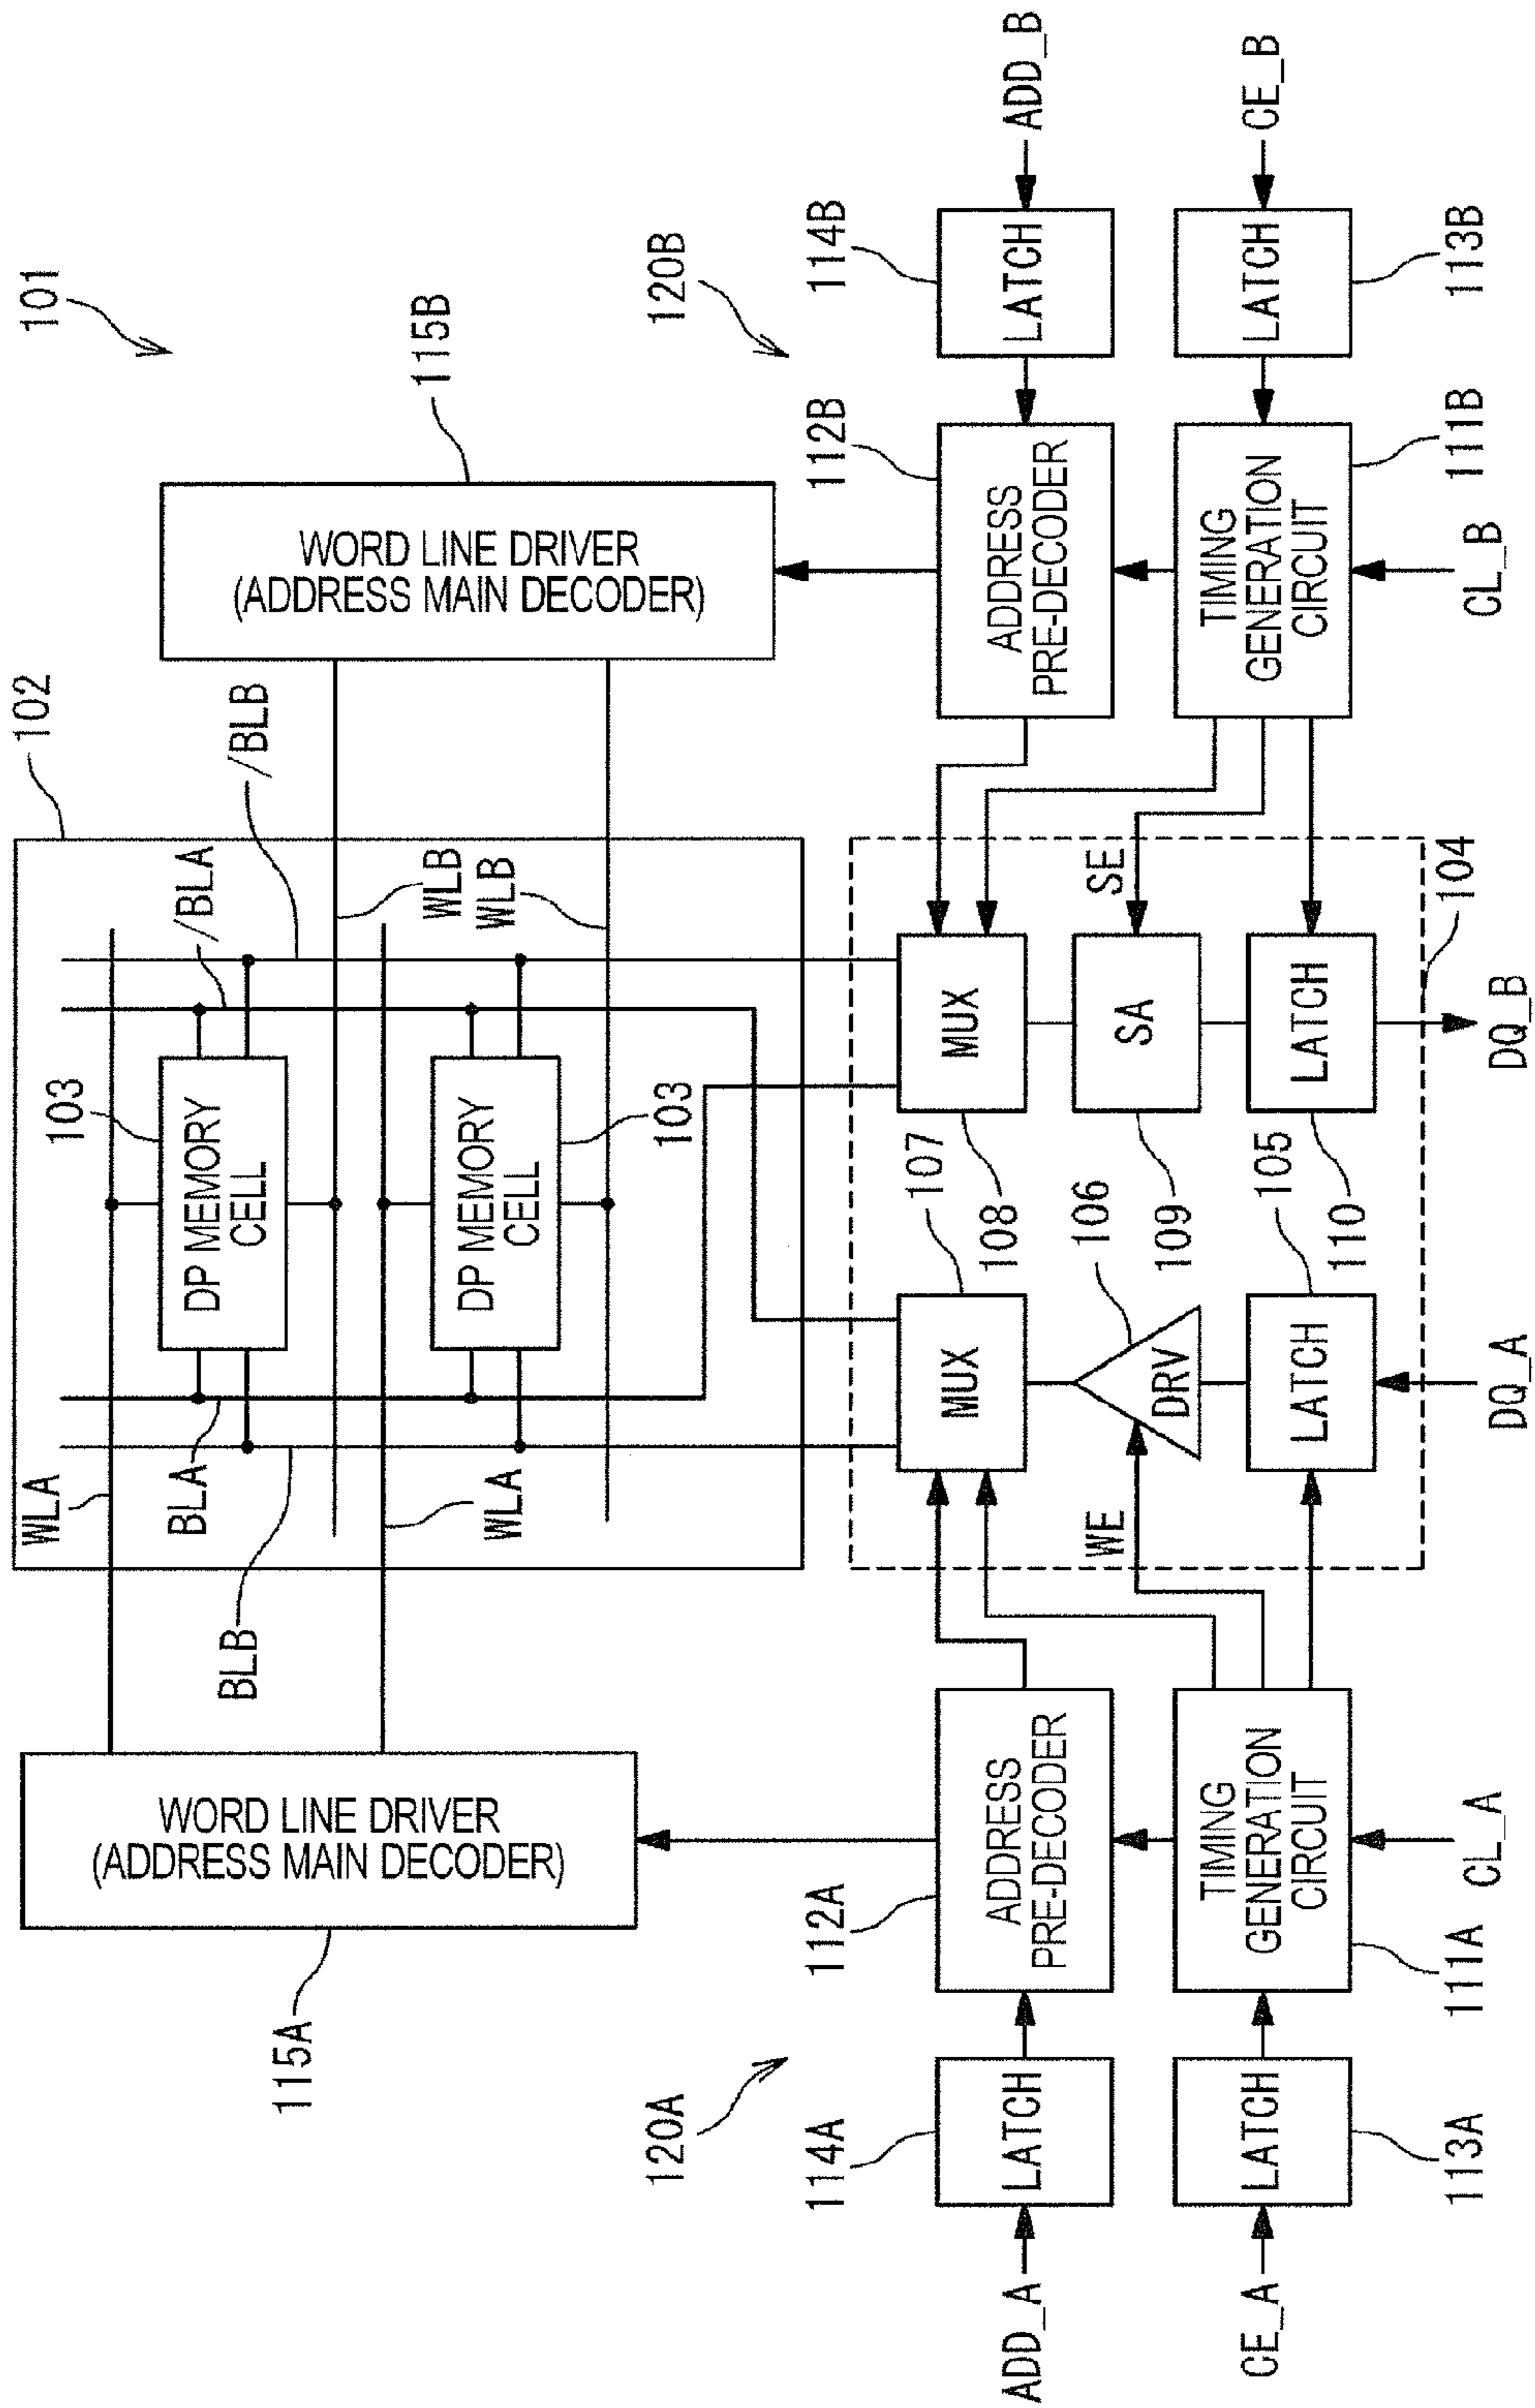 101
102
WLA
BLA
BLB
103
DP MEMORY
CELL
/BLA
/BLB
WLB
WLB
WLA
DP MEMORY
CELL
103
WORD LINE DRIVER
(ADDRESS MAIN DECODER)
115A
WORD LINE DRIVER
(ADDRESS MAIN DECODER)
115B
120A
120B
114A
112A
107
112B
114B
ADD_A
LATCH
ADDRESS
PRE-DECODER
MUX
MUX
ADDRESS
PRE-DECODER
LATCH
ADD_B
108
WE
106
SE
DRV
SA
109
CE_A
LATCH
TIMING
GENERATION
CIRCUIT
105
LATCH
LATCH
TIMING
GENERATION
CIRCUIT
LATCH
CE_B
110
104
113A
111A
111B
113B
CL_A
DQ_A
DQ_B
CL_B